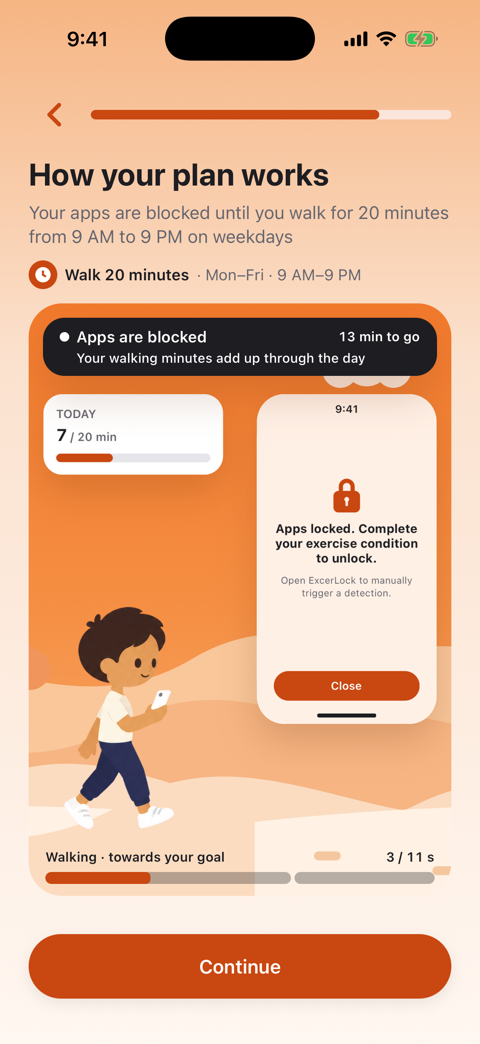 9:41
How your plan works
Your apps are blocked until you walk for 20 minutes
from 9 AM to 9 PM on weekdays
Walk 20 minutes · Mon–Fri · 9 AM–9 PM
Apps are blocked
13 min to go
Your walking minutes add up through the day
TODAY
7 / 20 min
9:41
Apps locked. Complete
your exercise condition
to unlock.
Open ExcerLock to manually
trigger a detection.
Close
Walking · towards your goal
3 / 11 s
Continue